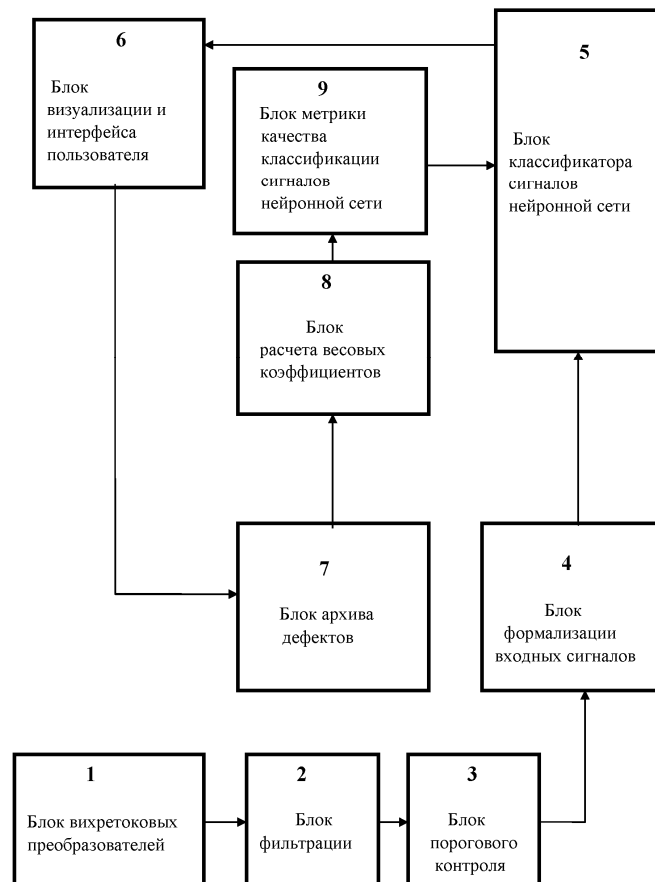 6
Блок
визуализации и
интерфейса
пользователя
9
Блок метрики
качества
классификации
сигналов
нейронной сети
5
Блок
классификатора
сигналов
нейронной сети
8
Блок
расчета весовых
коэффициентов
7
Блок архива
дефектов
4
Блок
формализации
входных сигналов
1
Блок вихретоковых
преобразователей
2
Блок
фильтрации
3
Блок
порогового
контроля